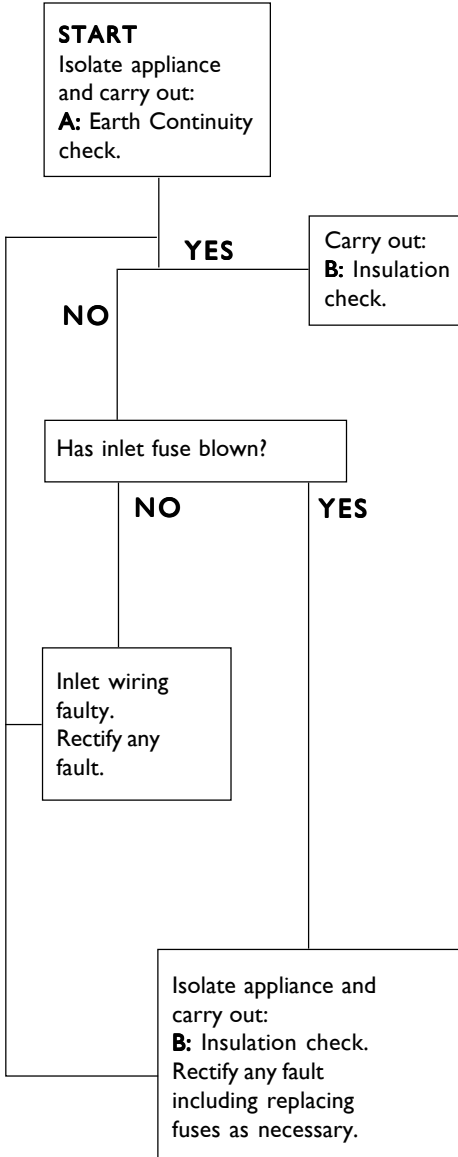 START
Isolate appliance
and carry out:
A: Earth Continuity
check.
YES
Carry out:
B: Insulation
check.
NO
Has inlet fuse blown?
NO
YES
Inlet wiring
faulty.
Rectify any
fault.
Isolate appliance and
carry out:
B: Insulation check.
Rectify any fault
including replacing
fuses as necessary.